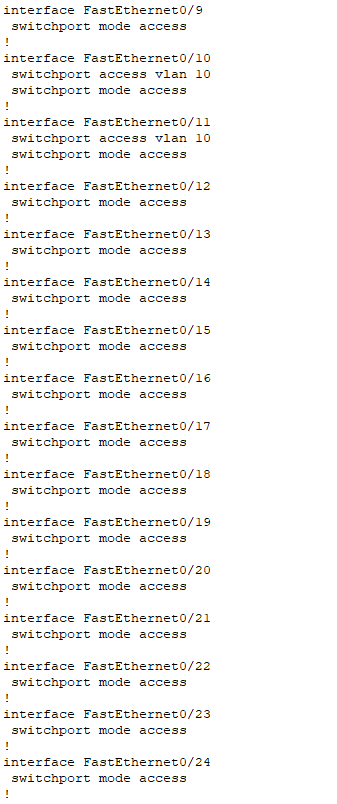 interface FastEthernet0/9
 switchport mode access
!
interface FastEthernet0/10
 switchport access vlan 10
 switchport mode access
!
interface FastEthernet0/11
 switchport access vlan 10
 switchport mode access
!
interface FastEthernet0/12
 switchport mode access
!
interface FastEthernet0/13
 switchport mode access
!
interface FastEthernet0/14
 switchport mode access
!
interface FastEthernet0/15
 switchport mode access
!
interface FastEthernet0/16
 switchport mode access
!
interface FastEthernet0/17
 switchport mode access
!
interface FastEthernet0/18
 switchport mode access
!
interface FastEthernet0/19
 switchport mode access
!
interface FastEthernet0/20
 switchport mode access
!
interface FastEthernet0/21
 switchport mode access
!
interface FastEthernet0/22
 switchport mode access
!
interface FastEthernet0/23
 switchport mode access
!
interface FastEthernet0/24
 switchport mode access
!